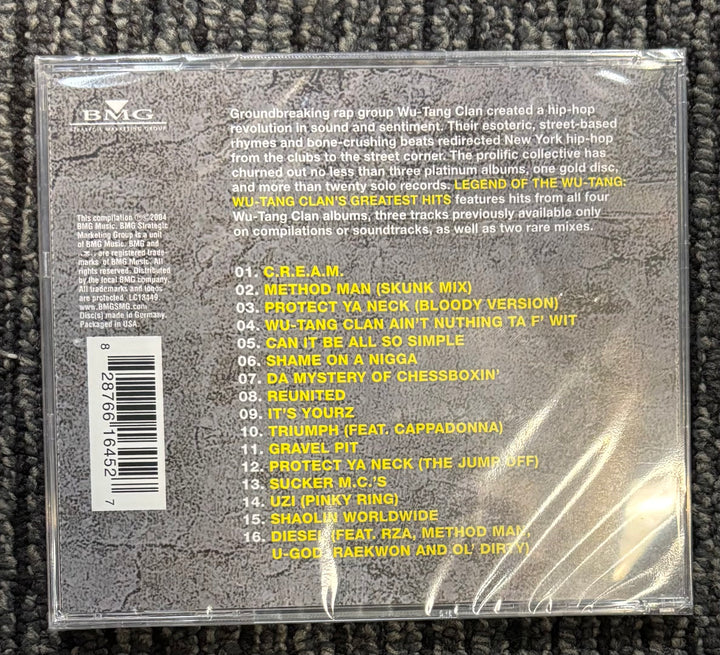 BMG
STRATEGIC MARKETING GROUP
Groundbreaking rap group Wu-Tang Clan created a hip-hop
revolution in sound and sentiment. Their esoteric, street-based
rhymes and bone-crushing beats redirected New York hip-hop
from the clubs to the street corner. The prolific collective has
churned out no less than three platinum albums, one gold disc,
and more than twenty solo records. LEGEND OF THE WU-TANG:
WU-TANG CLAN'S GREATEST HITS features hits from all four
Wu-Tang Clan albums, three tracks previously available only
on compilations or soundtracks, as well as two rare mixes.
This compilation ℗©2004
BMG Music. BMG Strategic
Marketing Group is a unit
of BMG Music. BMG and
are registered trade-
marks of BMG Music. All
rights reserved. Distributed
by the local BMG company.
All trademarks and logos
are protected. LC13449.
www.BMGSMG.com
Disc(s) made in Germany.
Packaged in USA.
8 28766 16452 7
01. C.R.E.A.M.
02. METHOD MAN (SKUNK MIX)
03. PROTECT YA NECK (BLOODY VERSION)
04. WU-TANG CLAN AIN'T NUTHING TA F' WIT
05. CAN IT BE ALL SO SIMPLE
06. SHAME ON A NIGGA
07. DA MYSTERY OF CHESSBOXIN'
08. REUNITED
09. IT'S YOURZ
10. TRIUMPH (FEAT. CAPPADONNA)
11. GRAVEL PIT
12. PROTECT YA NECK (THE JUMP OFF)
13. SUCKER M.C.'S
14. UZI (PINKY RING)
15. SHAOLIN WORLDWIDE
16. DIESEL (FEAT. RZA, METHOD MAN,
U-GOD, RAEKWON AND OL' DIRTY)